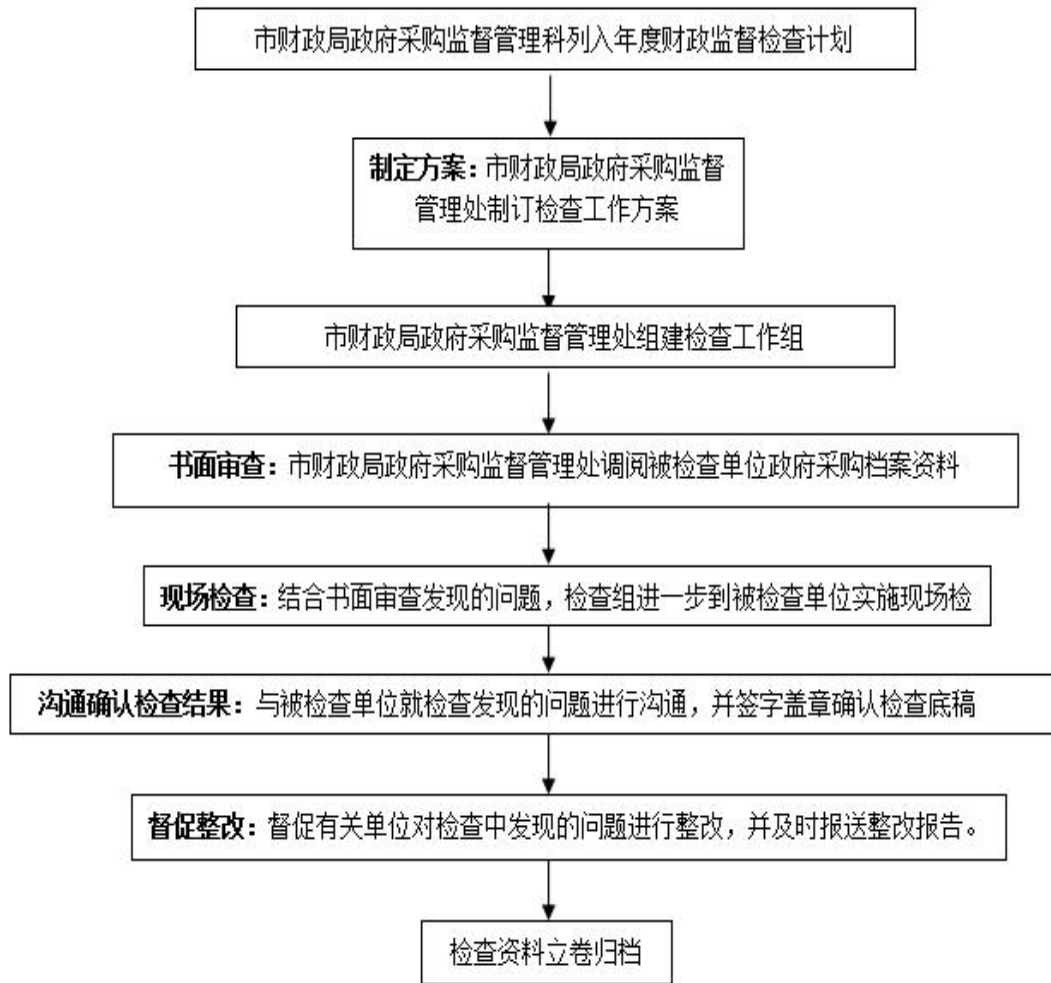 市财政局政府采购监督管理科列入年度财政监督检查计划
制定方案：市财政局政府采购监督
管理处制订检查工作方案
市财政局政府采购监督管理处组建检查工作组
书面审查：市财政局政府采购监督管理处调阅被检查单位政府采购档案资料
现场检查：结合书面审查发现的问题，检查组进一步到被检查单位实施现场检
沟通确认检查结果：与被检查单位就检查发现的问题进行沟通，并签字盖章确认检查底稿
督促整改：督促有关单位对检查中发现的问题进行整改，并及时报送整改报告。
检查资料立卷归档